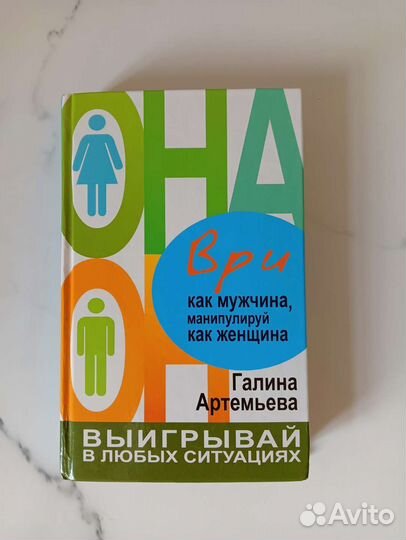 ОНА
Ври
как мужчина,
манипулируй
как женщина
ОН
Галина
Артемьева
ВЫИГРЫВАЙ
В ЛЮБЫХ СИТУАЦИЯХ
Avito